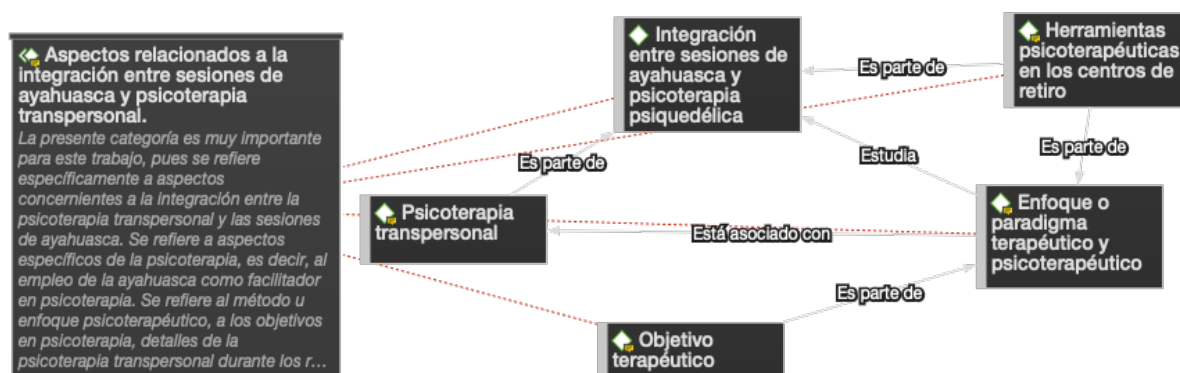 Aspectos relacionados a la
integración entre sesiones de
ayahuasca y psicoterapia
transpersonal.
La presente categoría es muy importante
para este trabajo, pues se refiere
específicamente a aspectos
concernientes a la integración entre la
psicoterapia transpersonal y las sesiones
de ayahuasca. Se refiere a aspectos
específicos de la psicoterapia, es decir, al
empleo de la ayahuasca como facilitador
en psicoterapia. Se refiere al método u
enfoque psicoterapéutico, a los objetivos
en psicoterapia, detalles de la
psicoterapia transpersonal durante los r…
Integración
entre sesiones de
ayahuasca y
psicoterapia
psiquedélica
Es parte de
Herramientas
psicoterapéuticas
en los centros de
retiro
Es parte de
Estudia
Es parte de
Psicoterapia
transpersonal
Está asociado con
Enfoque o
paradigma
terapéutico y
psicoterapéutico
Es parte de
Objetivo
terapéutico